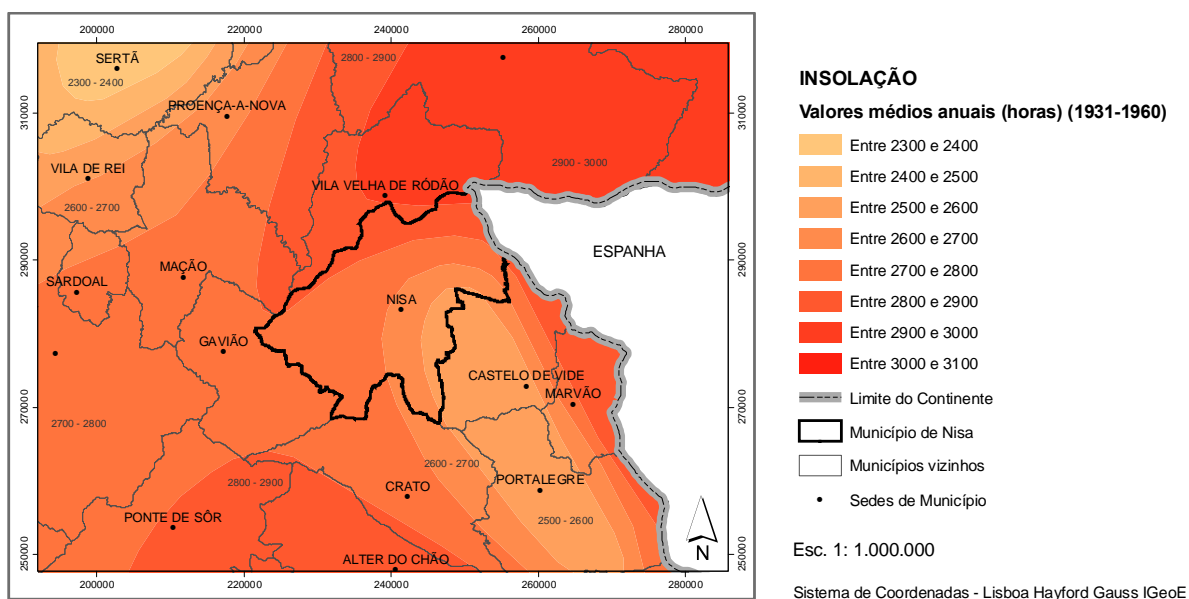 200000 220000 240000 260000 280000
SERTÃ
2300 - 2400
2800 - 2900
PROENÇA-A-NOVA
310000
310000
VILA DE REI
2900 - 3000
VILA VELHA DE RÓDÃO
2600 - 2700
ESPANHA
290000
290000
MAÇÃO
SARDOAL
NISA
GAVIÃO
CASTELO DE VIDE
MARVÃO
270000
270000
2700 - 2800
2600 - 2700
2800 - 2900
CRATO
PORTALEGRE
PONTE DE SÔR
2500 - 2600
N
250000
250000
ALTER DO CHÃO
200000 220000 240000 260000 280000
INSOLAÇÃO
Valores médios anuais (horas) (1931-1960)
Entre 2300 e 2400
Entre 2400 e 2500
Entre 2500 e 2600
Entre 2600 e 2700
Entre 2700 e 2800
Entre 2800 e 2900
Entre 2900 e 3000
Entre 3000 e 3100
Limite do Continente
Município de Nisa
Municípios vizinhos
Sedes de Município
Esc. 1: 1.000.000
Sistema de Coordenadas - Lisboa Hayford Gauss IGeoE